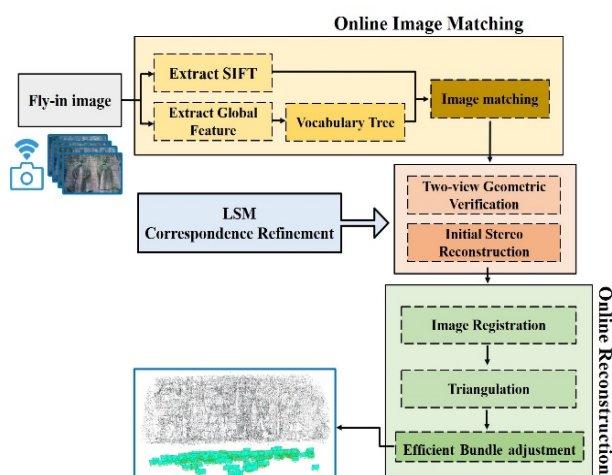 Online Image Matching
Extract SIFT
Fly-in image
Extract Global
Feature
Vocabulary Tree
Image matching
Two-view Geometric
Verification
LSM
Correspondence Refinement
Initial Stereo
Reconstruction
Online Reconstruction
Image Registration
Triangulation
Efficient Bundle adjustment